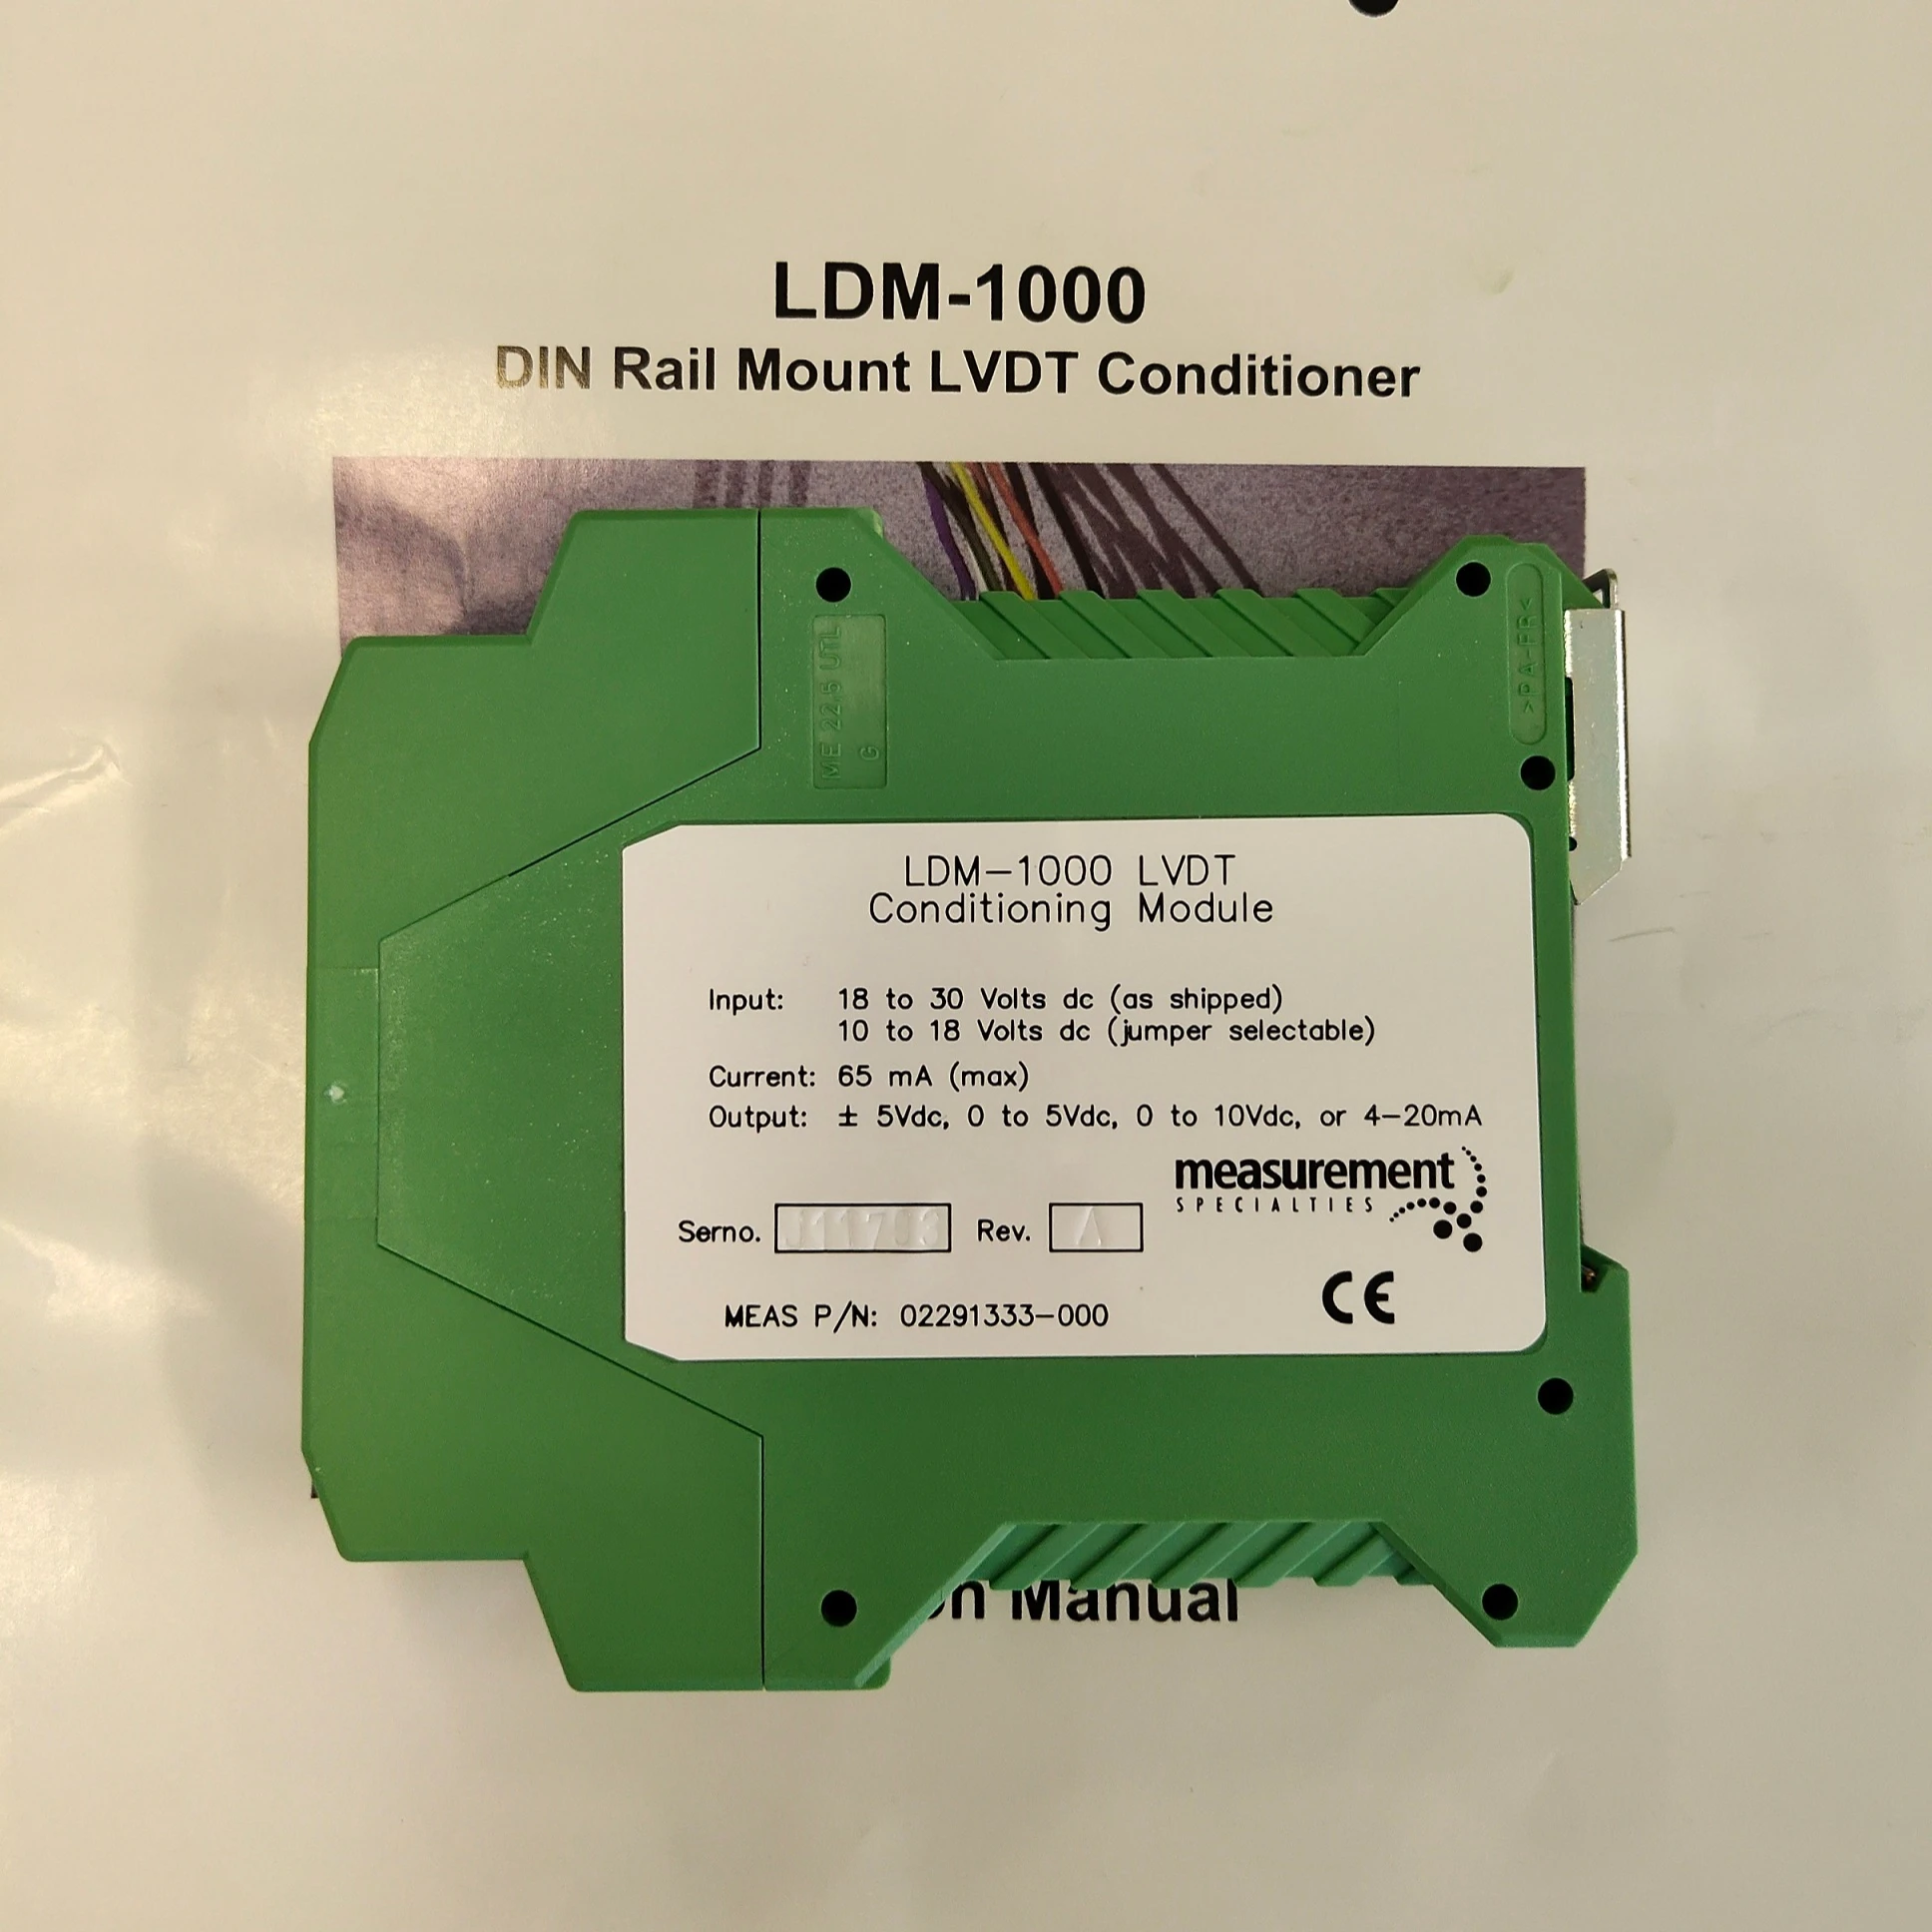 LDM-1000
DIN Rail Mount LVDT Conditioner
ME 22,5 UTL
G
>PA-FR<
LDM-1000 LVDT
Conditioning Module
Input: 18 to 30 Volts dc (as shipped)
10 to 18 Volts dc (jumper selectable)
Current: 65 mA (max)
Output: ± 5Vdc, 0 to 5Vdc, 0 to 10Vdc, or 4-20mA
measurement
SPECIALTIES
Serno. Rev. A
MEAS P/N: 02291333-000
CE
Manual